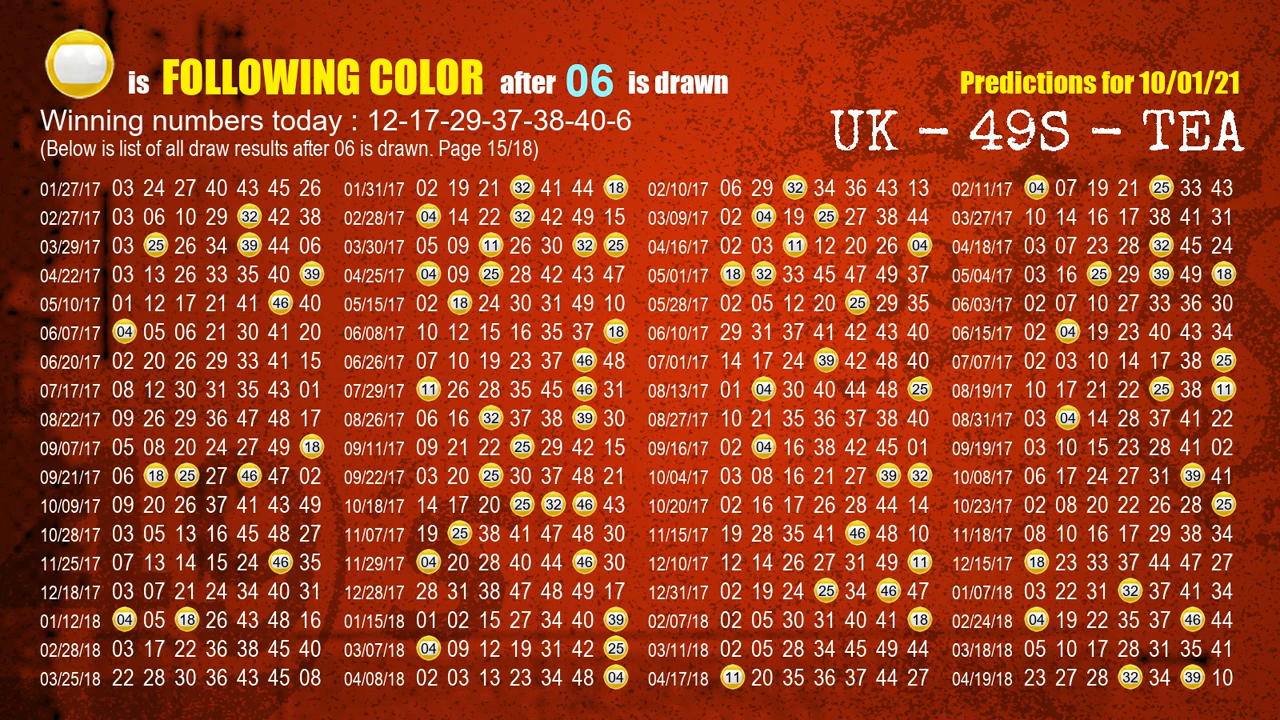 is FOLLOWING COLOR after 06 is drawn
Predictions for 10/01/21
Winning numbers today : 12-17-29-37-38-40-6
UK - 49S - TEA
(Below is list of all draw results after 06 is drawn. Page 15/18)
01/27/17 03 24 27 40 43 45 26 01/31/17 02 19 21 32 41 44 18 02/10/17 06 29 32 34 36 43 13 02/11/17 04 07 19 21 25 33 43
02/27/17 03 06 10 29 32 42 38 02/28/17 04 14 22 32 42 49 15 03/09/17 02 04 19 25 27 38 44 03/27/17 10 14 16 17 38 41 31
03/29/17 03 25 26 34 39 44 06 03/30/17 05 09 11 26 30 32 25 04/16/17 02 03 11 12 20 26 04 04/18/17 03 07 23 28 32 45 24
04/22/17 03 13 26 33 35 40 39 04/25/17 04 09 25 28 42 43 47 05/01/17 18 32 33 45 47 49 37 05/04/17 03 16 25 29 39 49 18
05/10/17 01 12 17 21 41 46 40 05/15/17 02 18 24 30 31 49 10 05/28/17 02 05 12 20 25 29 35 06/03/17 02 07 10 27 33 36 30
06/07/17 04 05 06 21 30 41 20 06/08/17 10 12 15 16 35 37 18 06/10/17 29 31 37 41 42 43 40 06/15/17 02 04 19 23 40 43 34
06/20/17 02 20 26 29 33 41 15 06/26/17 07 10 19 23 37 46 48 07/01/17 14 17 24 39 42 48 40 07/07/17 02 03 10 14 17 38 25
07/17/17 08 12 30 31 35 43 01 07/29/17 11 26 28 35 45 46 31 08/13/17 01 04 30 40 44 48 25 08/19/17 10 17 21 22 25 38 11
08/22/17 09 26 29 36 47 48 17 08/26/17 06 16 32 37 38 39 30 08/27/17 10 21 35 36 37 38 40 08/31/17 03 04 14 28 37 41 22
09/07/17 05 08 20 24 27 49 18 09/11/17 09 21 22 25 29 42 15 09/16/17 02 04 16 38 42 45 01 09/19/17 03 10 15 23 28 41 02
09/21/17 06 18 25 27 46 47 02 09/22/17 03 20 25 30 37 48 21 10/04/17 03 08 16 21 27 39 32 10/08/17 06 17 24 27 31 39 41
10/09/17 09 20 26 37 41 43 49 10/18/17 14 17 20 25 32 46 43 10/20/17 02 16 17 26 28 44 14 10/23/17 02 08 20 22 26 28 25
10/28/17 03 05 13 16 45 48 27 11/07/17 19 25 38 41 47 48 30 11/15/17 19 28 35 41 46 48 10 11/18/17 08 10 16 17 29 38 34
11/25/17 07 13 14 15 24 46 35 11/29/17 04 20 28 40 44 46 30 12/10/17 12 14 26 27 31 49 11 12/15/17 18 23 33 37 44 47 27
12/18/17 03 07 21 24 34 40 31 12/28/17 28 31 38 47 48 49 17 12/31/17 02 19 24 25 34 46 47 01/07/18 03 22 31 32 37 41 34
01/12/18 04 05 18 26 43 48 16 01/15/18 01 02 15 27 34 40 39 02/07/18 02 05 30 31 40 41 18 02/24/18 04 19 22 35 37 46 44
02/28/18 03 17 22 36 38 45 40 03/07/18 04 09 12 19 31 42 25 03/11/18 02 05 28 34 45 49 44 03/18/18 05 10 17 28 31 35 41
03/25/18 22 28 30 36 43 45 08 04/08/18 02 03 13 23 34 48 04 04/17/18 11 20 35 36 37 44 27 04/19/18 23 27 28 32 34 39 10